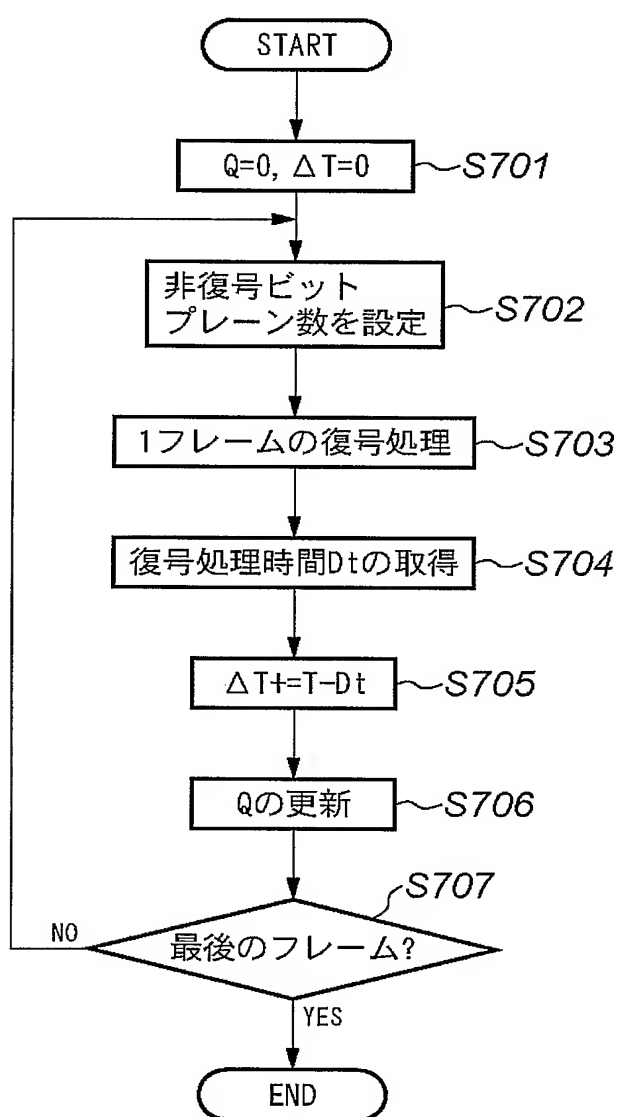 START
Q=0, ΔT=0
S701
非復号ビット
プレーン数を設定
S702
1フレームの復号処理
S703
復号処理時間Dtの取得
S704
ΔT+=T-Dt
S705
Qの更新
S706
S707
最後のフレーム?
NO
YES
END